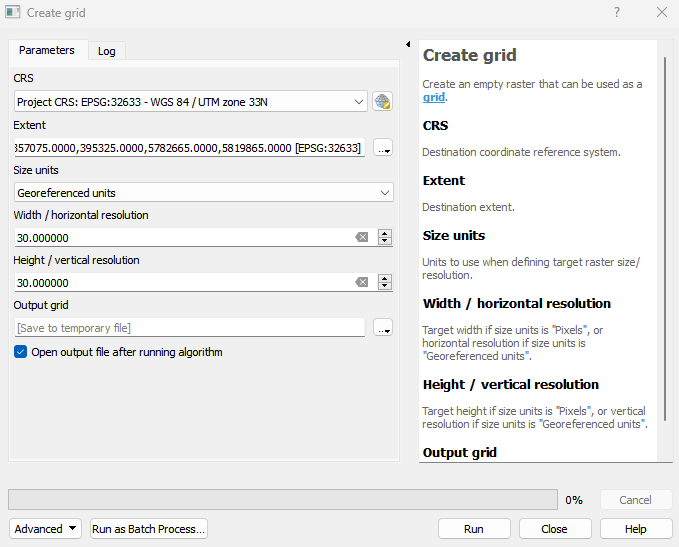 Create grid
?
Parameters
Log
CRS
Project CRS: EPSG:32633 - WGS 84 / UTM zone 33N
Extent
357075.0000,395325.0000,5782665.0000,5819865.0000 [EPSG:32633]
...
Size units
Georeferenced units
Width / horizontal resolution
30.000000
Height / vertical resolution
30.000000
Output grid
[Save to temporary file]
...
Open output file after running algorithm
Create grid
Create an empty raster that can be used as a
grid.
CRS
Destination coordinate reference system.
Extent
Destination extent.
Size units
Units to use when defining target raster size/
resolution.
Width / horizontal resolution
Target width if size units is "Pixels", or
horizontal resolution if size units is
"Georeferenced units".
Height / vertical resolution
Target height if size units is "Pixels", or vertical
resolution if size units is "Georeferenced units".
Output grid
0%
Cancel
Advanced
Run as Batch Process...
Run
Close
Help